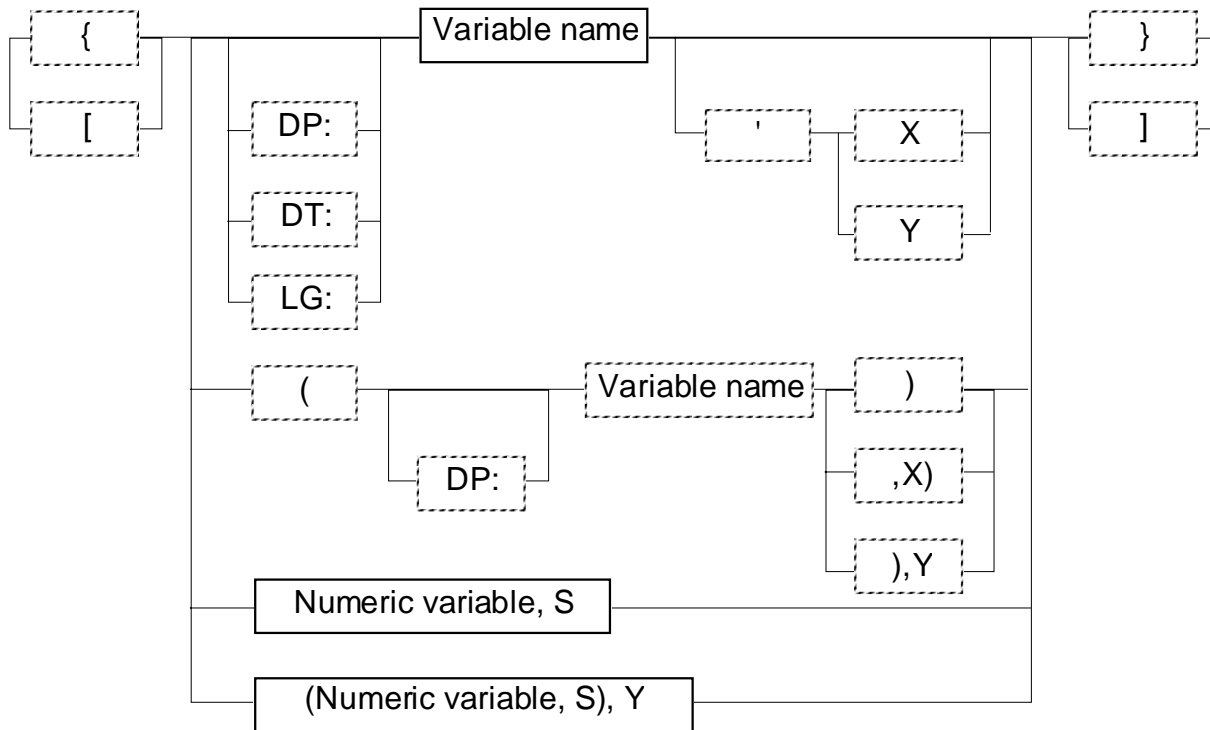 {
Variable name
}
[
DP:
'
X
]
DT:
Y
LG:
(
Variable name
)
DP:
,X)
),Y
Numeric variable, S
(Numeric variable, S), Y